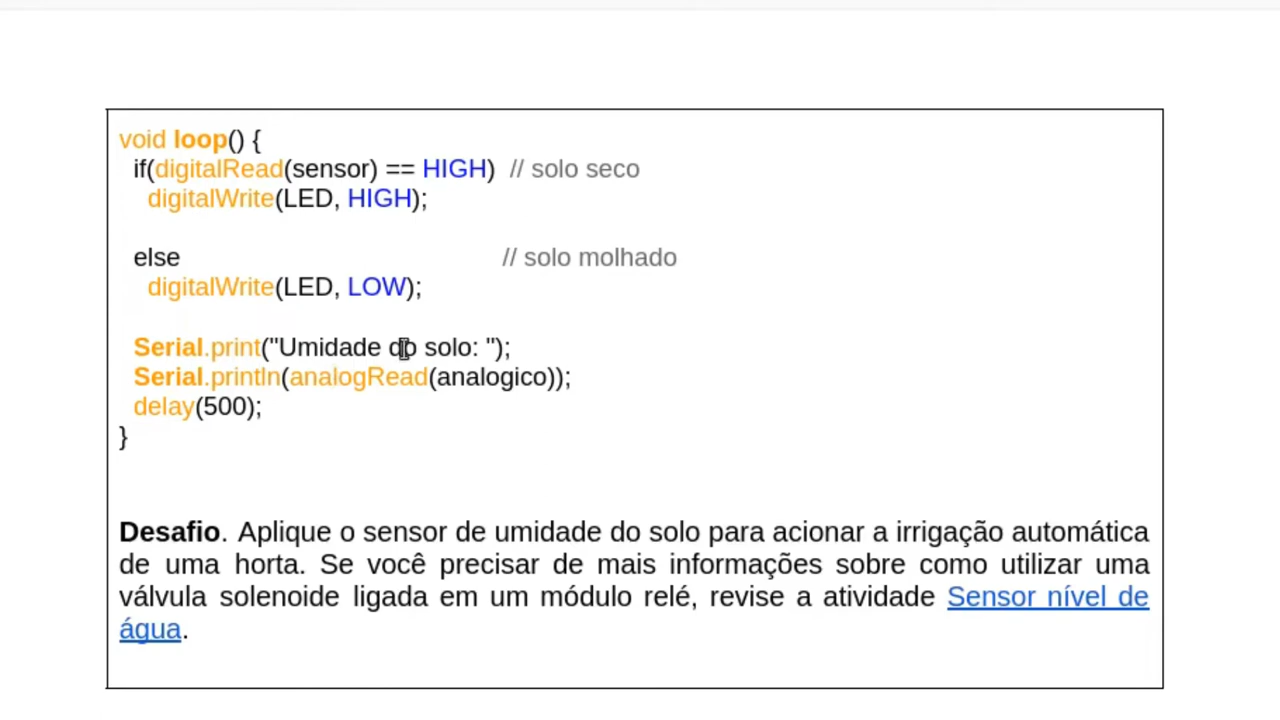 void loop() {
if(digitalRead(sensor) == HIGH) // solo seco
digitalWrite(LED, HIGH);
else // solo molhado
digitalWrite(LED, LOW);
Serial.print("Umidade do solo: ");
Serial.println(analogRead(analogico));
delay(500);
}
Desafio. Aplique o sensor de umidade do solo para acionar a irrigação automática
de uma horta. Se você precisar de mais informações sobre como utilizar uma
válvula solenoide ligada em um módulo relé, revise a atividade Sensor nível de
água.